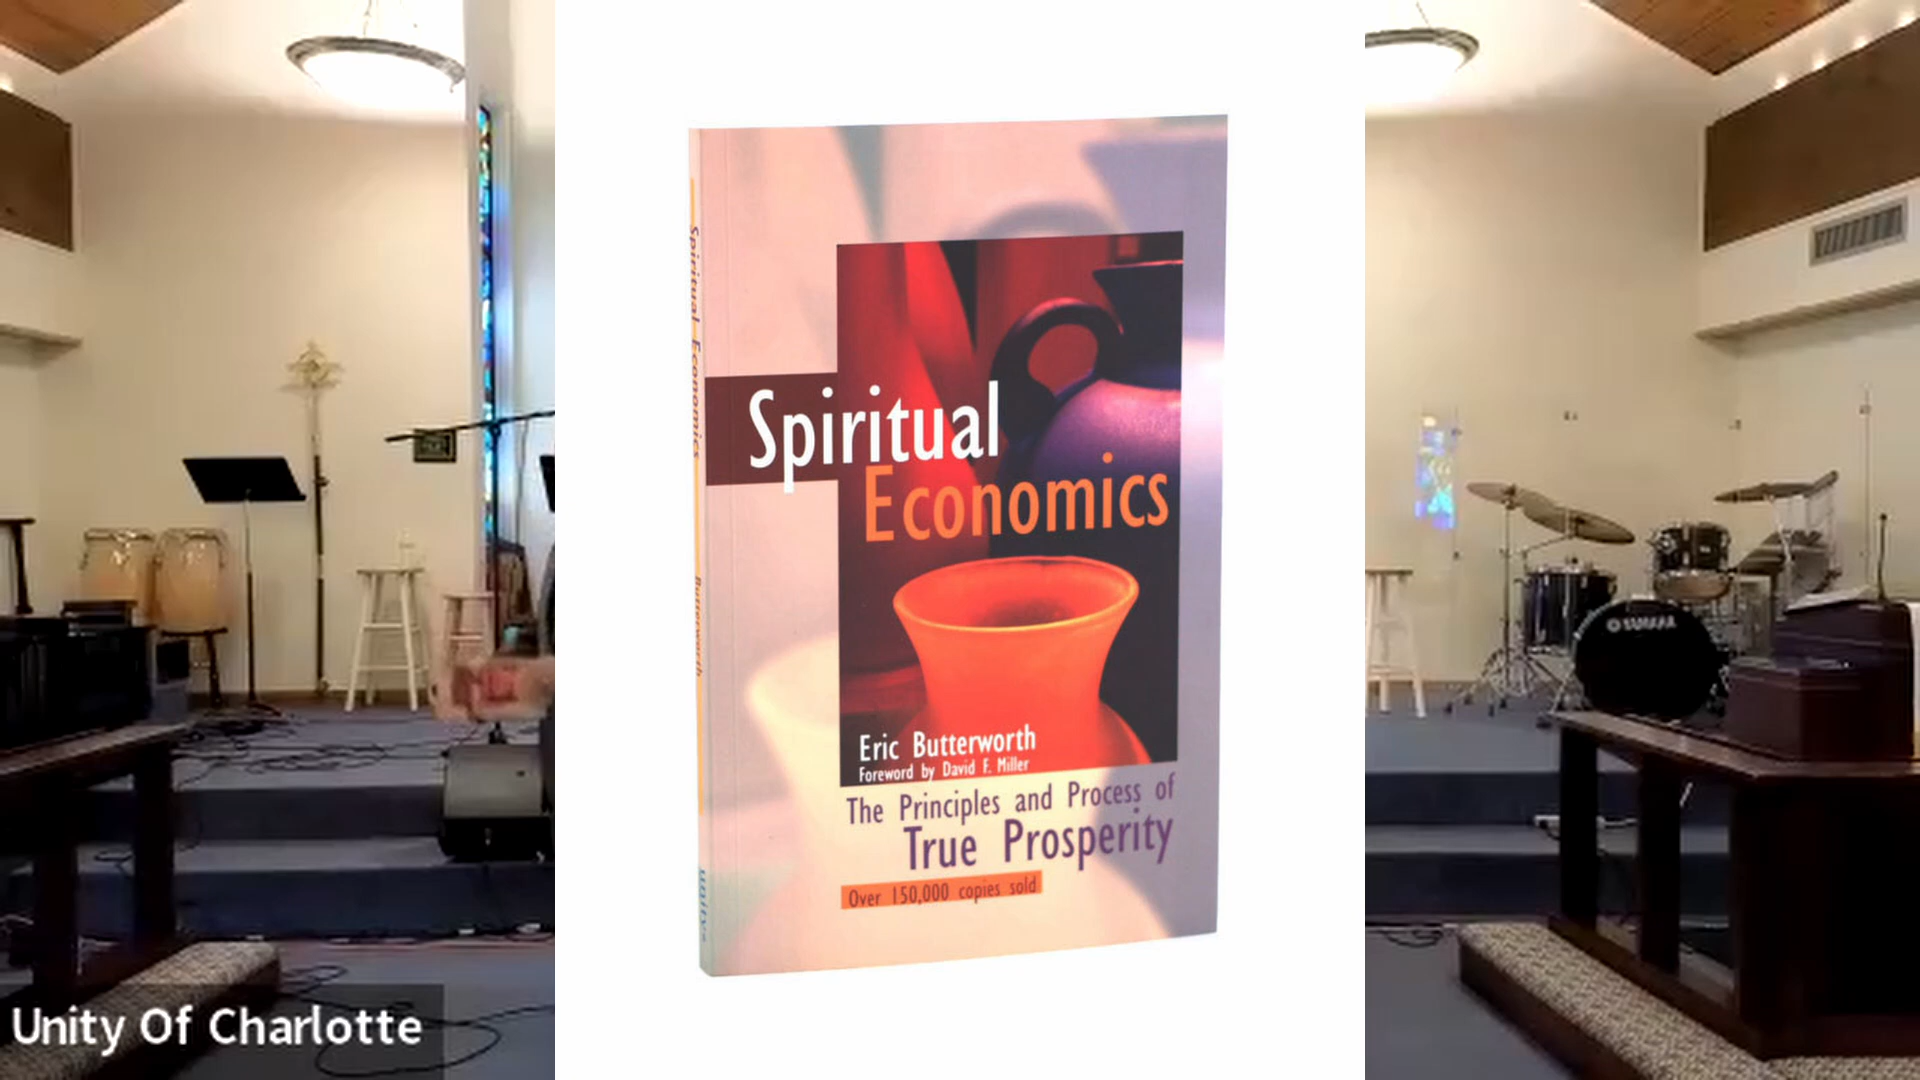 Spiritual
Economics
Eric Butterworth
Foreword by David F. Miller
The Principles and Process of
True Prosperity
Over 150,000 copies sold
Spiritual Economics
Butterworth
unity
YAMAHA
Unity Of Charlotte